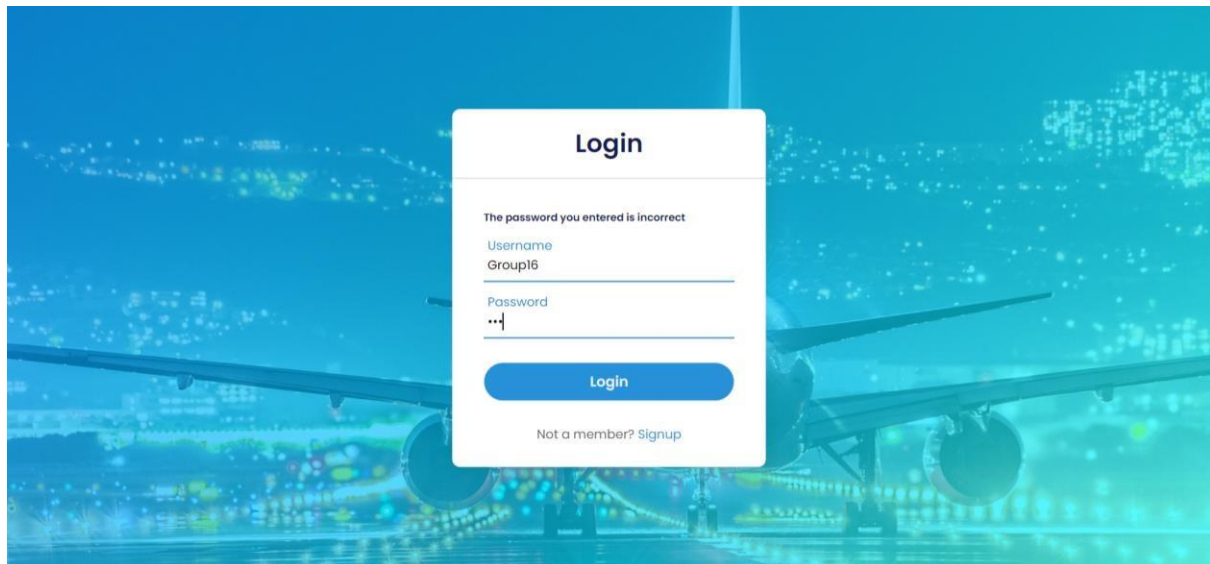 Login
The password you entered is incorrect
Username
Group16
Password
•••
Login
Not a member? Signup